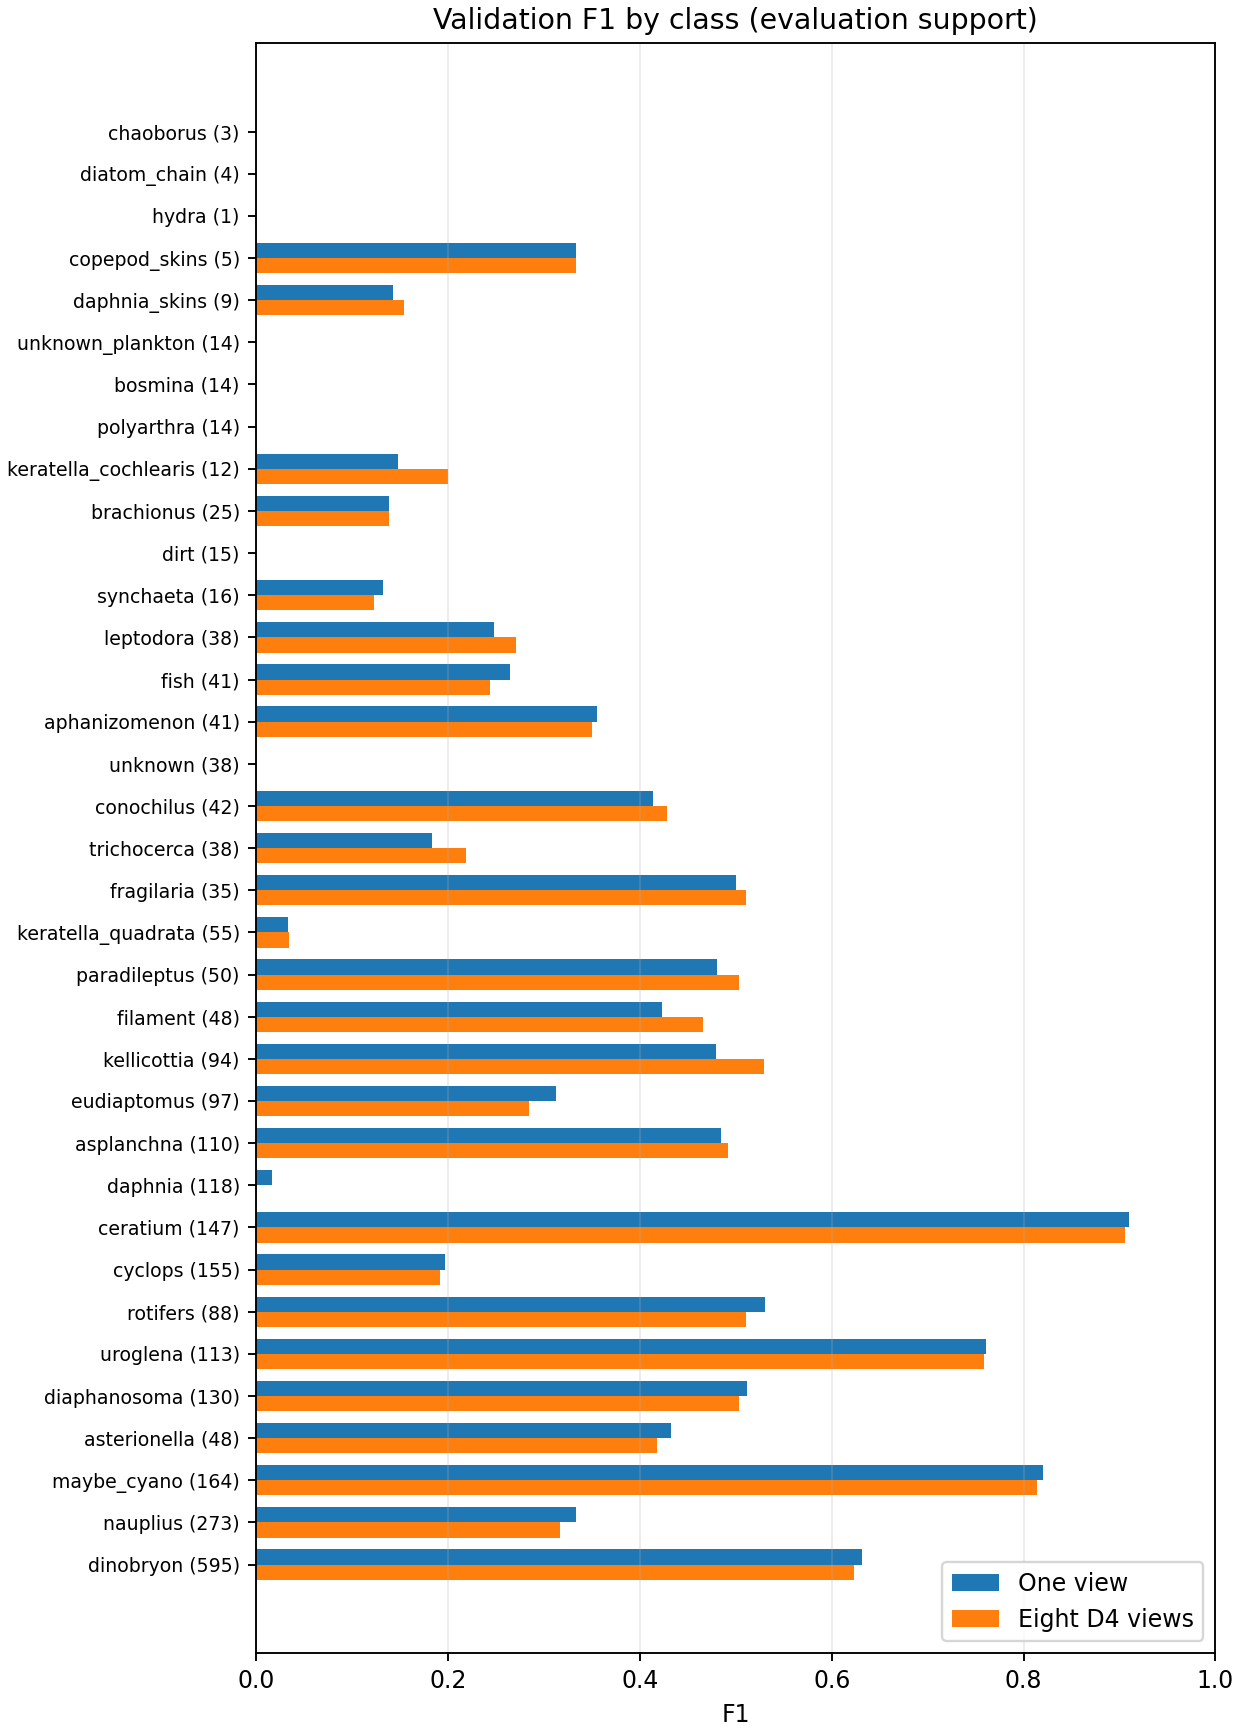 Validation F1 by class (evaluation support)
chaoborus (3)
diatom_chain (4)
hydra (1)
copepod_skins (5)
daphnia_skins (9)
unknown_plankton (14)
bosmina (14)
polyarthra (14)
keratella_cochlearis (12)
brachionus (25)
dirt (15)
synchaeta (16)
leptodora (38)
fish (41)
aphanizomenon (41)
unknown (38)
conochilus (42)
trichocerca (38)
fragilaria (35)
keratella_quadrata (55)
paradileptus (50)
filament (48)
kellicottia (94)
eudiaptomus (97)
asplanchna (110)
daphnia (118)
ceratium (147)
cyclops (155)
rotifers (88)
uroglena (113)
diaphanosoma (130)
asterionella (48)
maybe_cyano (164)
nauplius (273)
dinobryon (595)
One view
Eight D4 views
0.0 0.2 0.4 0.6 0.8 1.0
F1